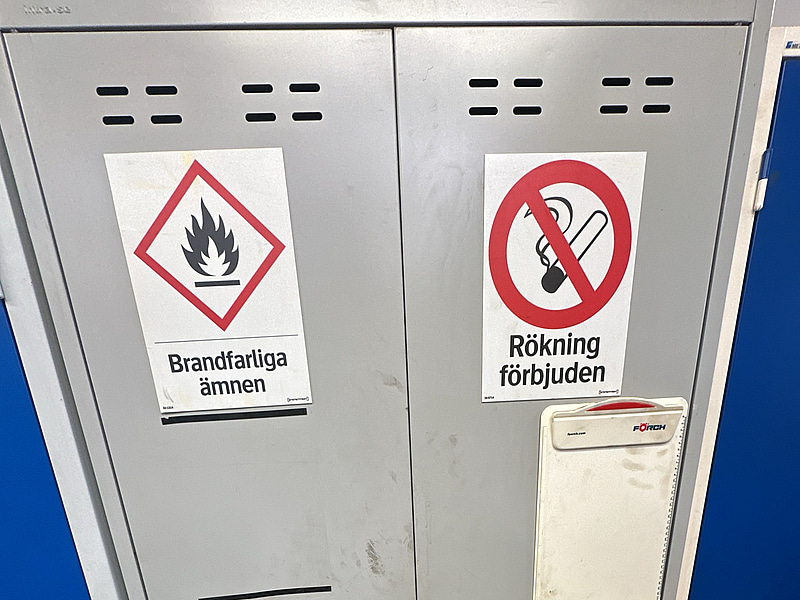 Brandfarliga
ämnen
Rökning
förbjuden
FÖRCH